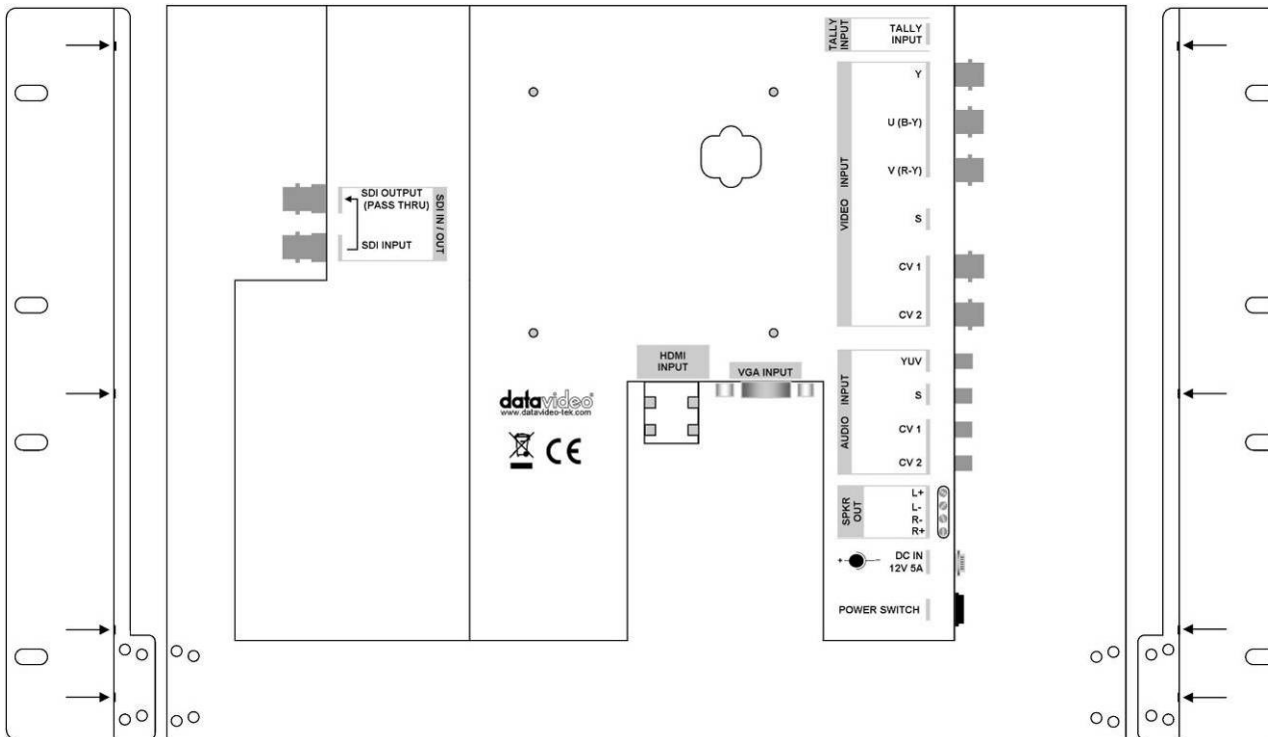 TALLY
INPUT
TALLY
INPUT
Y
U (B-Y)
V (R-Y)
VIDEO INPUT
S
CV 1
CV 2
SDI OUTPUT
(PASS THRU)
SDI INPUT
SDI IN / OUT
HDMI
INPUT
VGA INPUT
datavideo
www.datavideo-tek.com
CE
YUV
S
AUDIO INPUT
CV 1
CV 2
SPKR
OUT
L+
L-
R-
R+
+
-
DC IN
12V 5A
POWER SWITCH